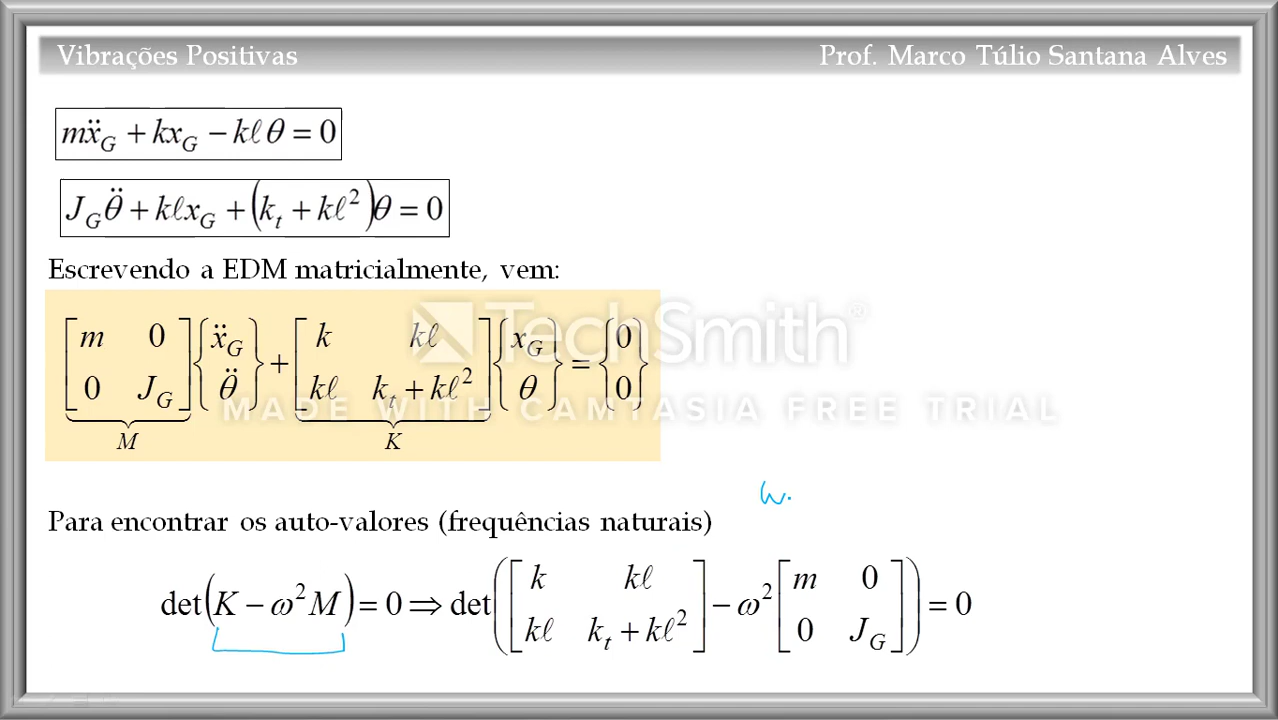 Vibrações Positivas Prof. Marco Túlio Santana Alves
mẍ_G + kx_G − kℓθ = 0
J_G θ̈ + kℓx_G + (k_t + kℓ²)θ = 0
Escrevendo a EDM matricialmente, vem:
[m 0; 0 J_G] {ẍ_G; θ̈} + [k kℓ; kℓ k_t + kℓ²] {x_G; θ} = {0; 0}
M K
TechSmith®
MADE WITH CAMTASIA FREE TRIAL
Para encontrar os auto-valores (frequências naturais)
det(K − ω²M) = 0 ⇒ det([k kℓ; kℓ k_t + kℓ²] − ω² [m 0; 0 J_G]) = 0